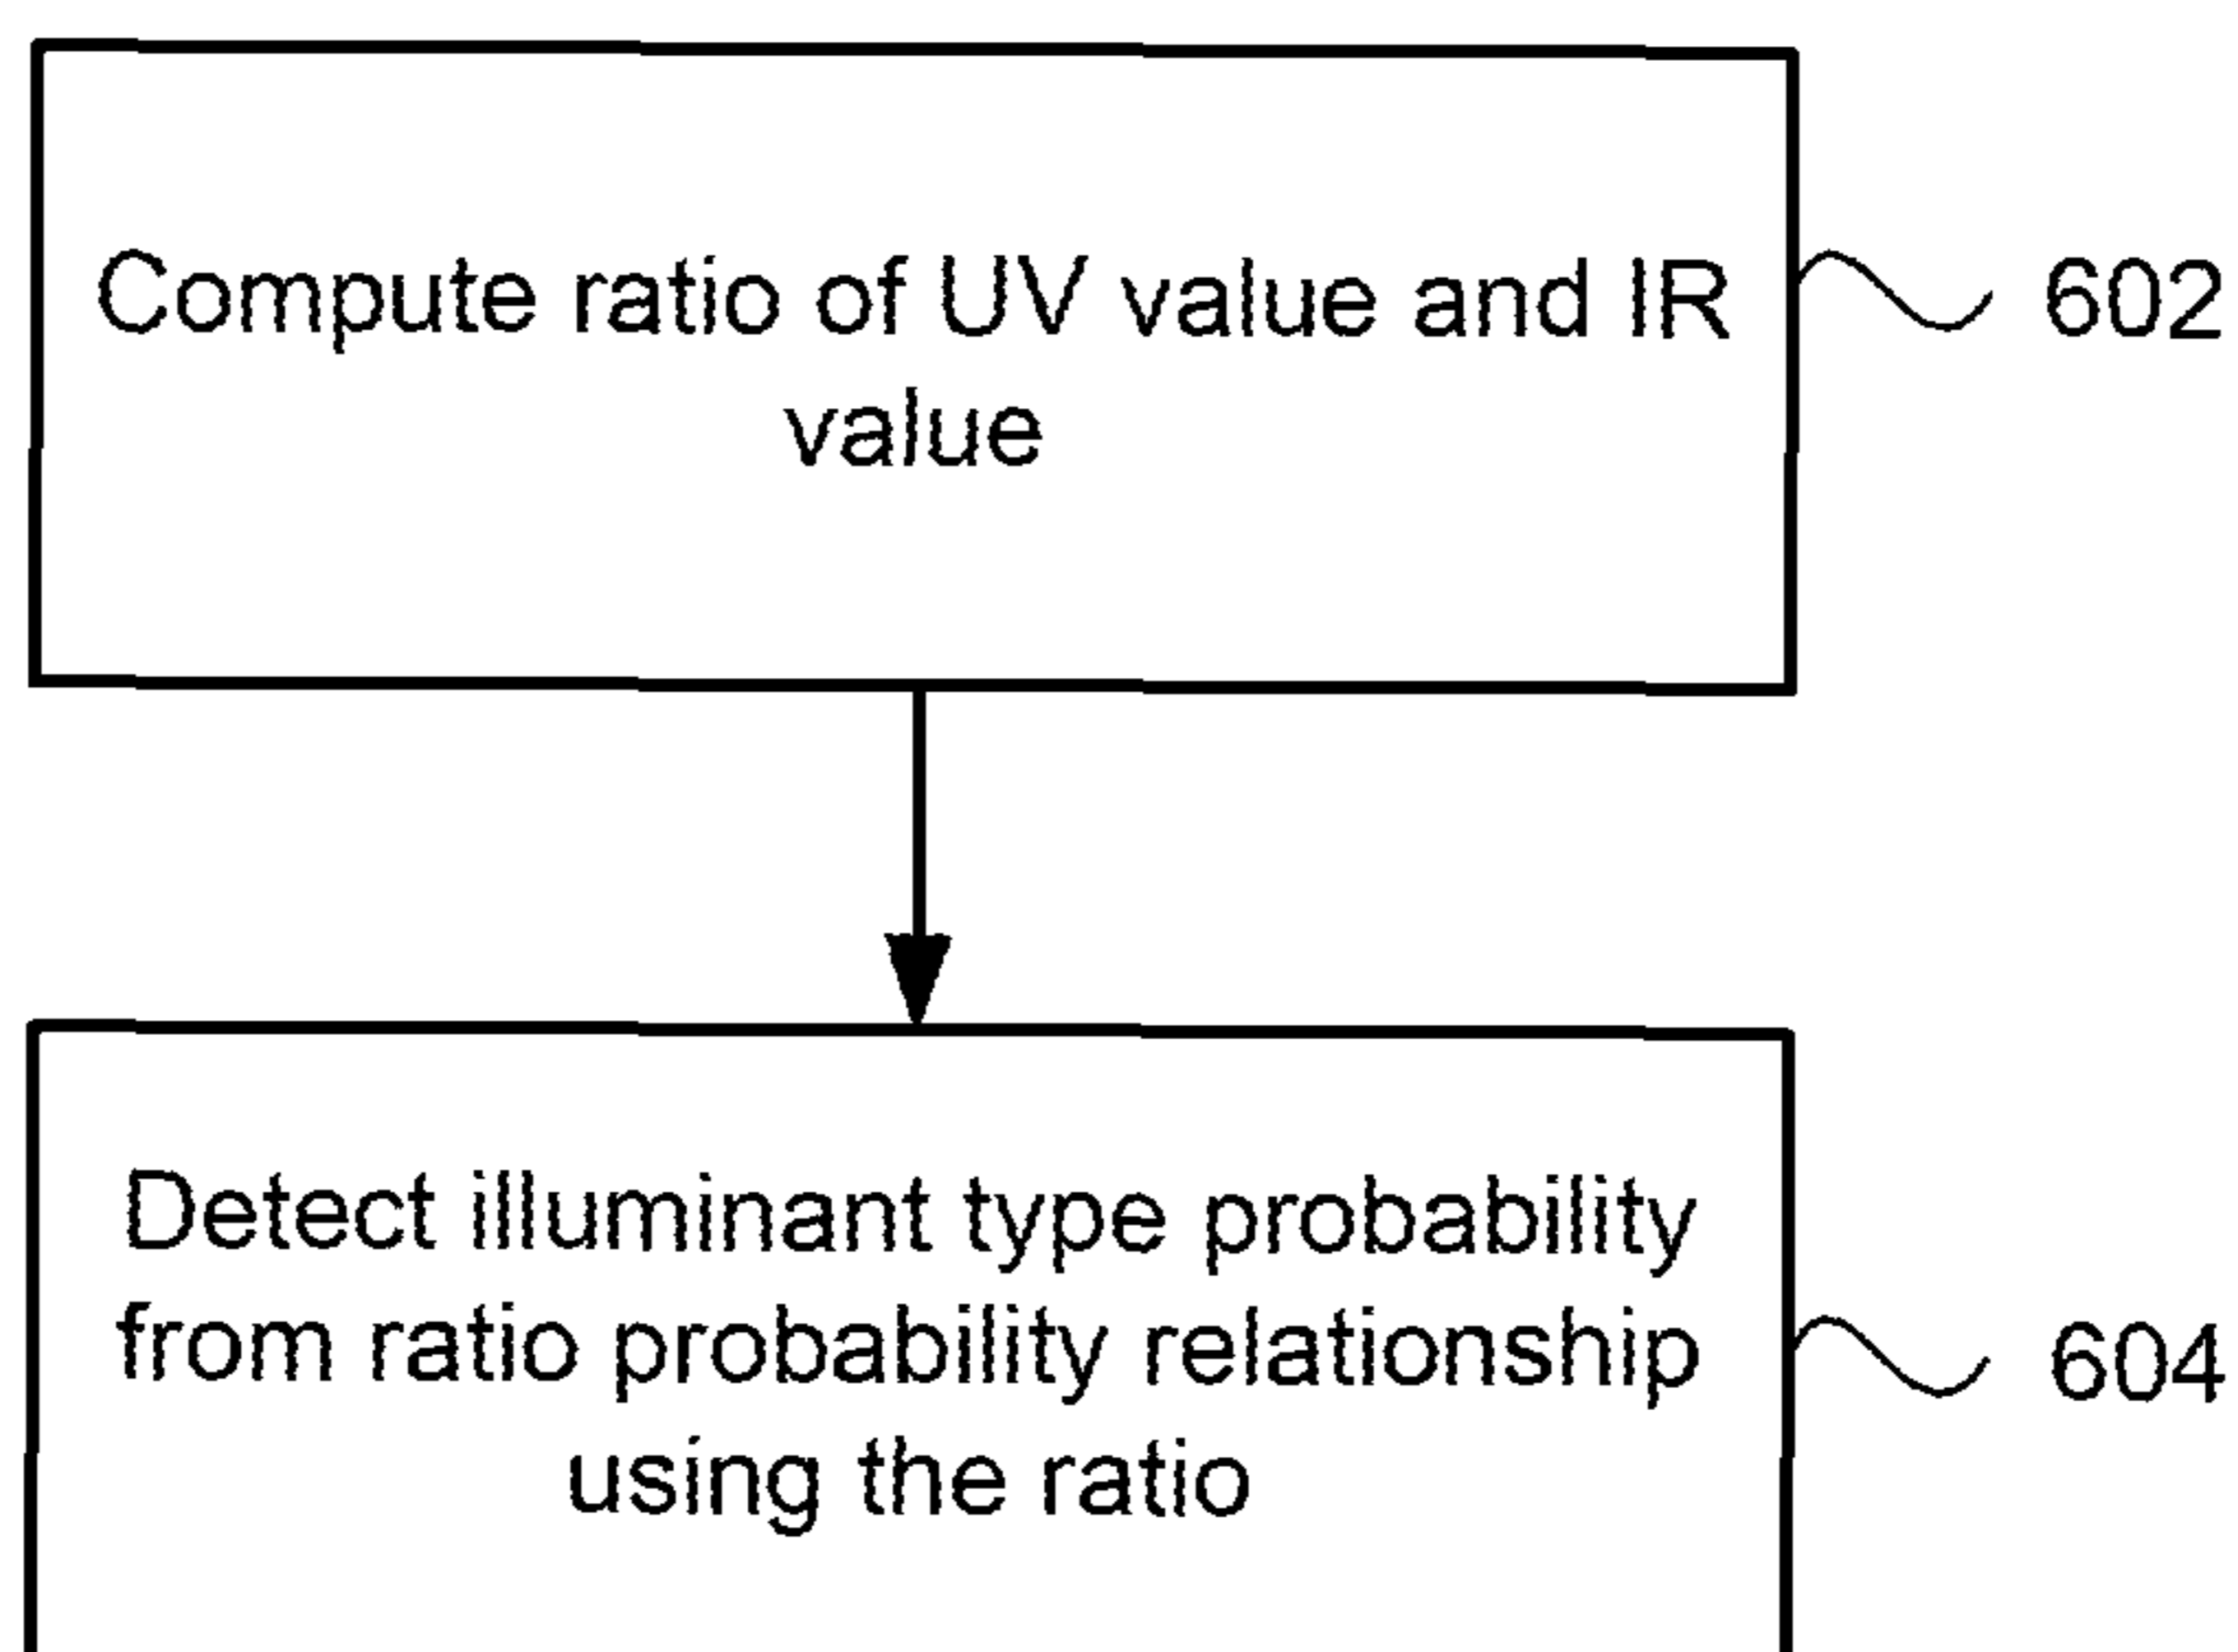 Compute ratio of UV value and IR
value
602
Detect illuminant type probability
from ratio probability relationship
using the ratio
604